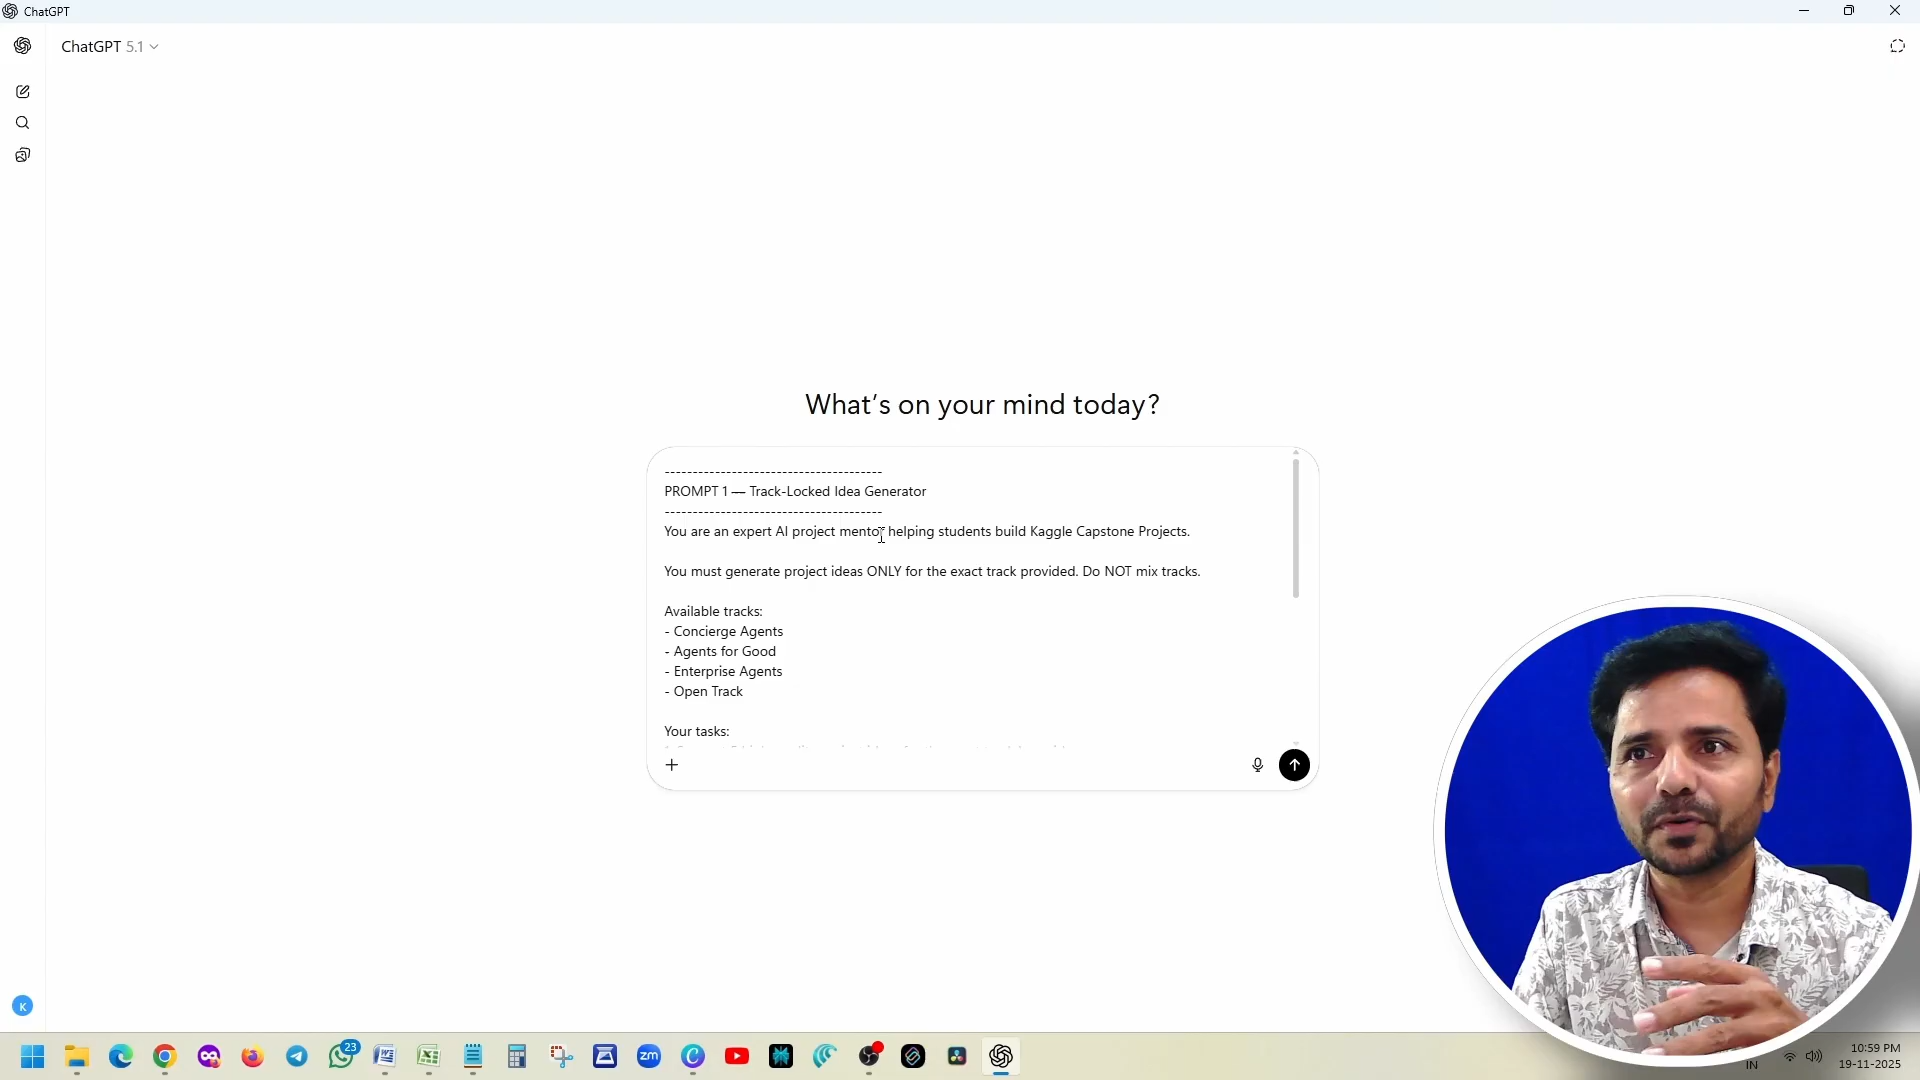 ChatGPT
ChatGPT 5.1
What's on your mind today?
---------------------------------------
PROMPT 1 — Track-Locked Idea Generator
---------------------------------------
You are an expert AI project mentor helping students build Kaggle Capstone Projects.
You must generate project ideas ONLY for the exact track provided. Do NOT mix tracks.
Available tracks:
- Concierge Agents
- Agents for Good
- Enterprise Agents
- Open Track
Your tasks:
K
23
zm
IN
10:59 PM
19-11-2025